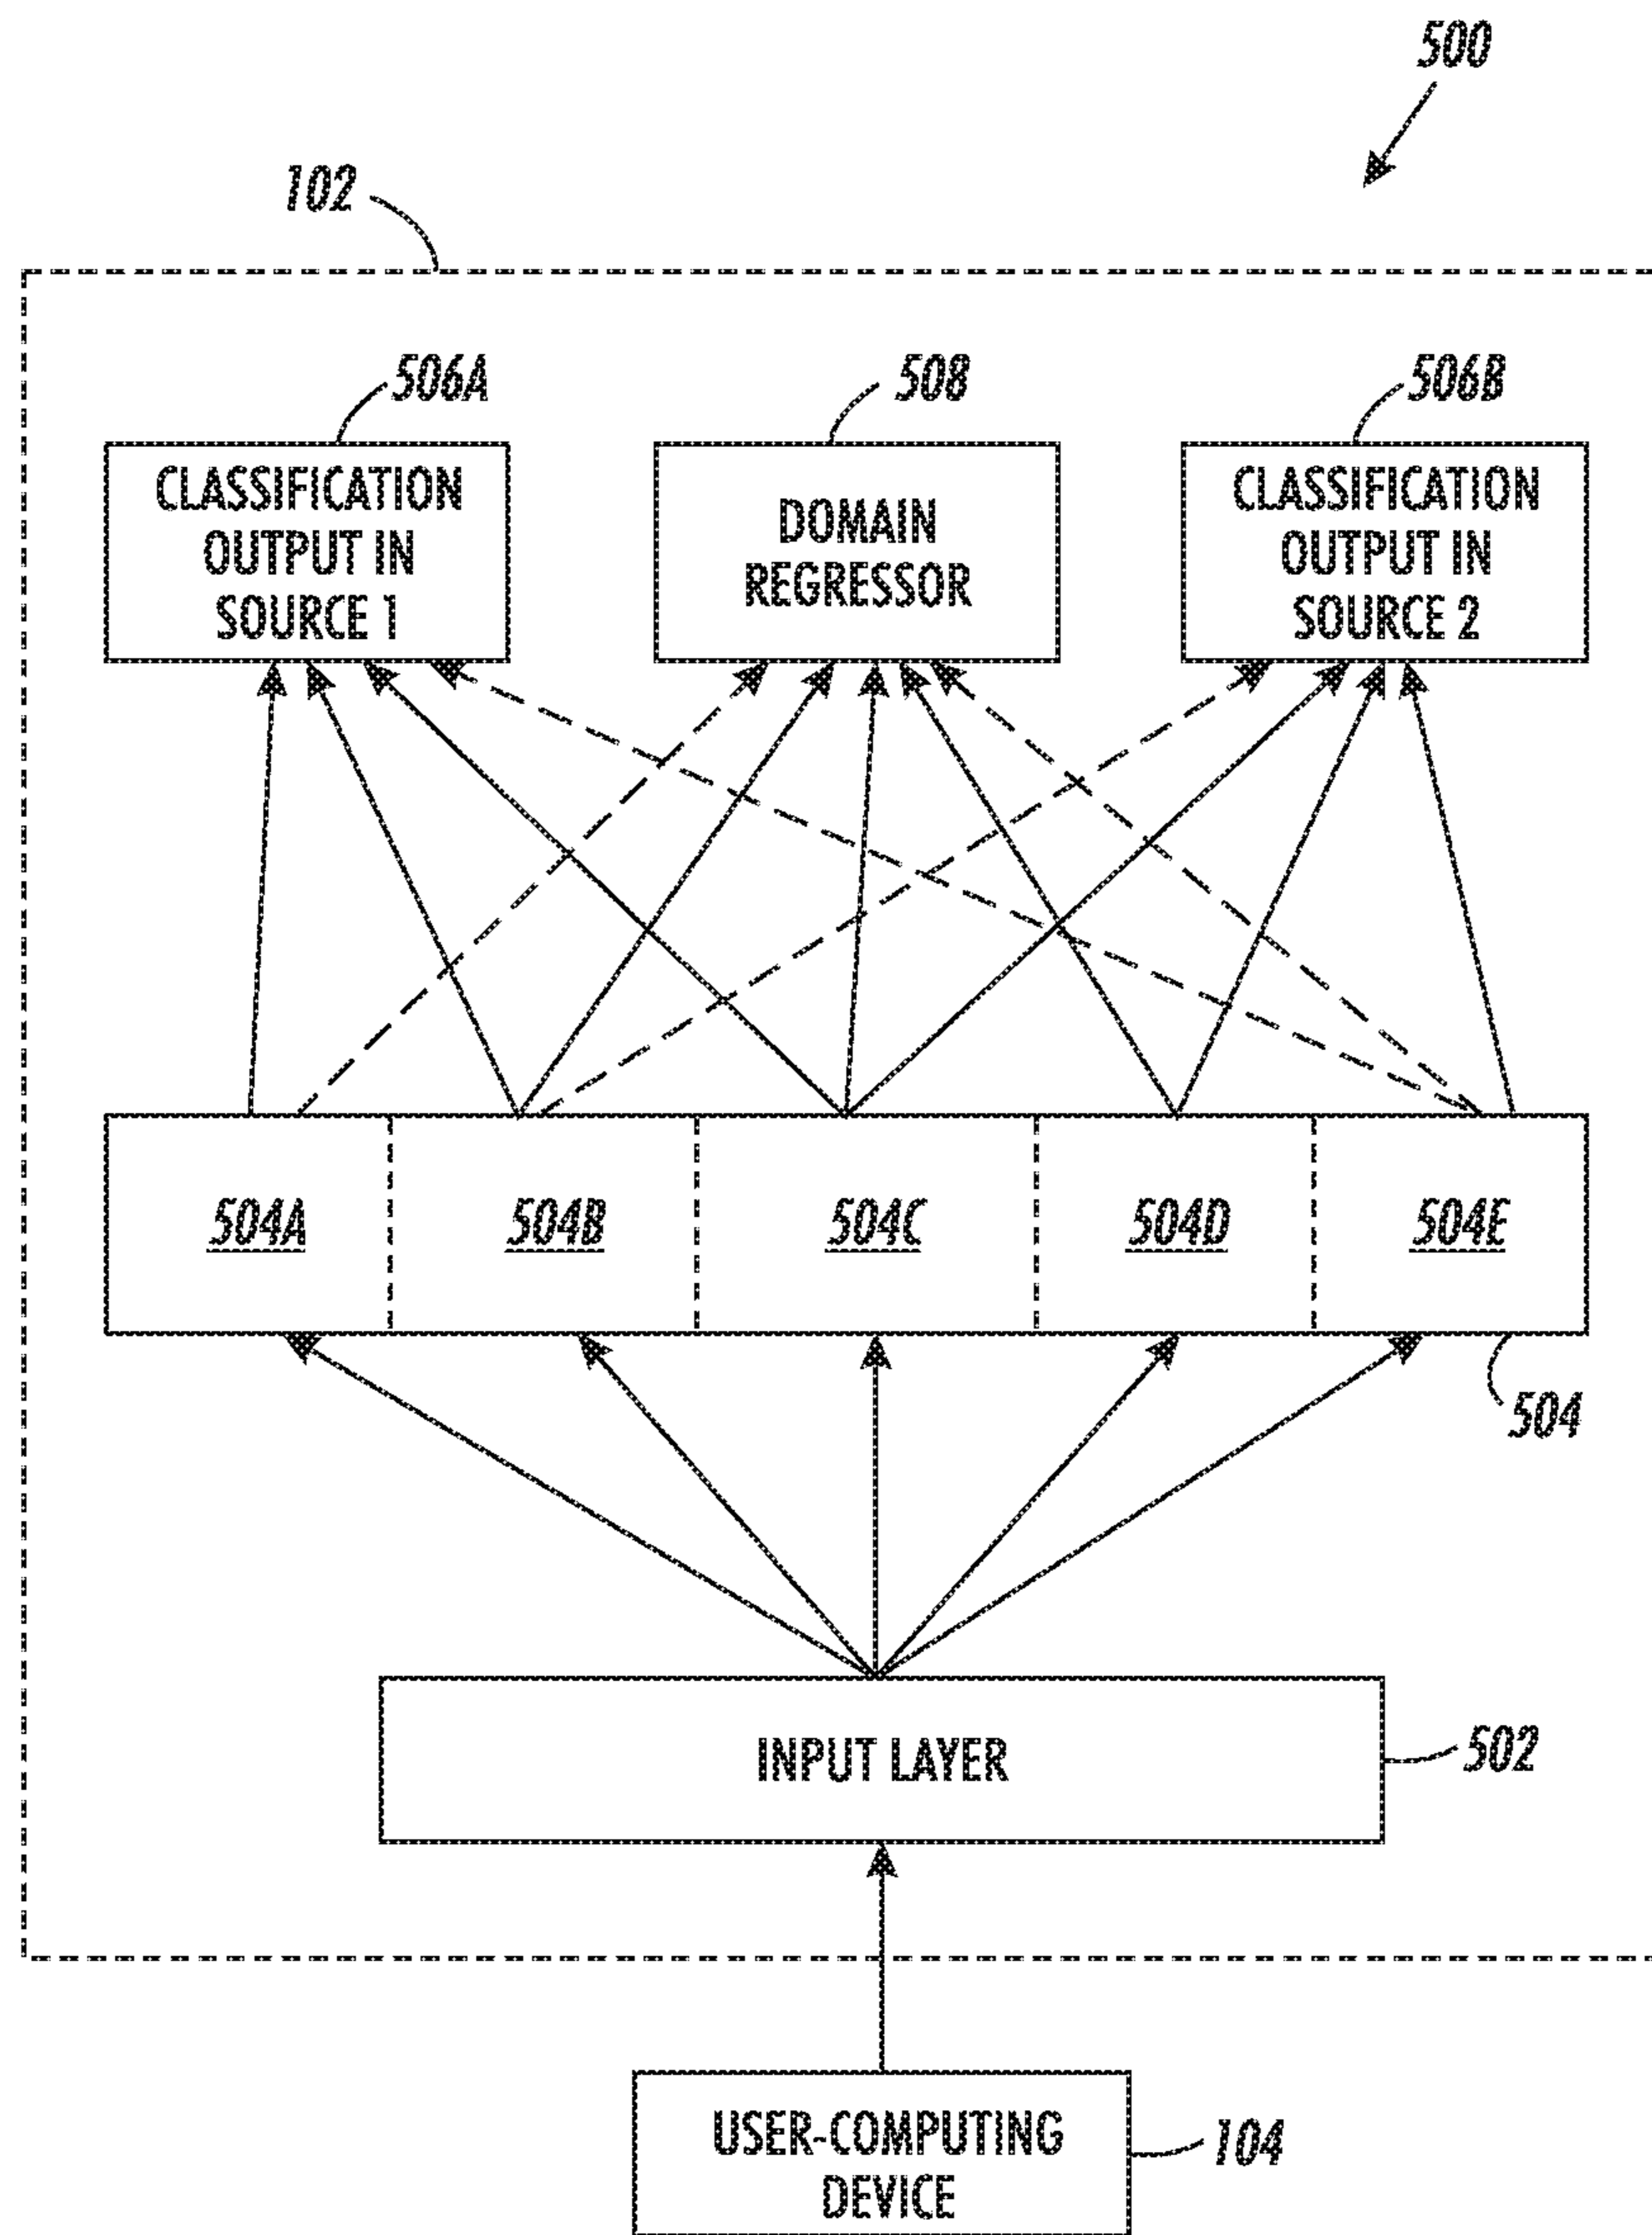 500
102
506A
508
506B
CLASSIFICATION
OUTPUT IN
SOURCE 1
DOMAIN
REGRESSOR
CLASSIFICATION
OUTPUT IN
SOURCE 2
504A
504B
504C
504D
504E
504
INPUT LAYER
502
USER-COMPUTING
DEVICE
104